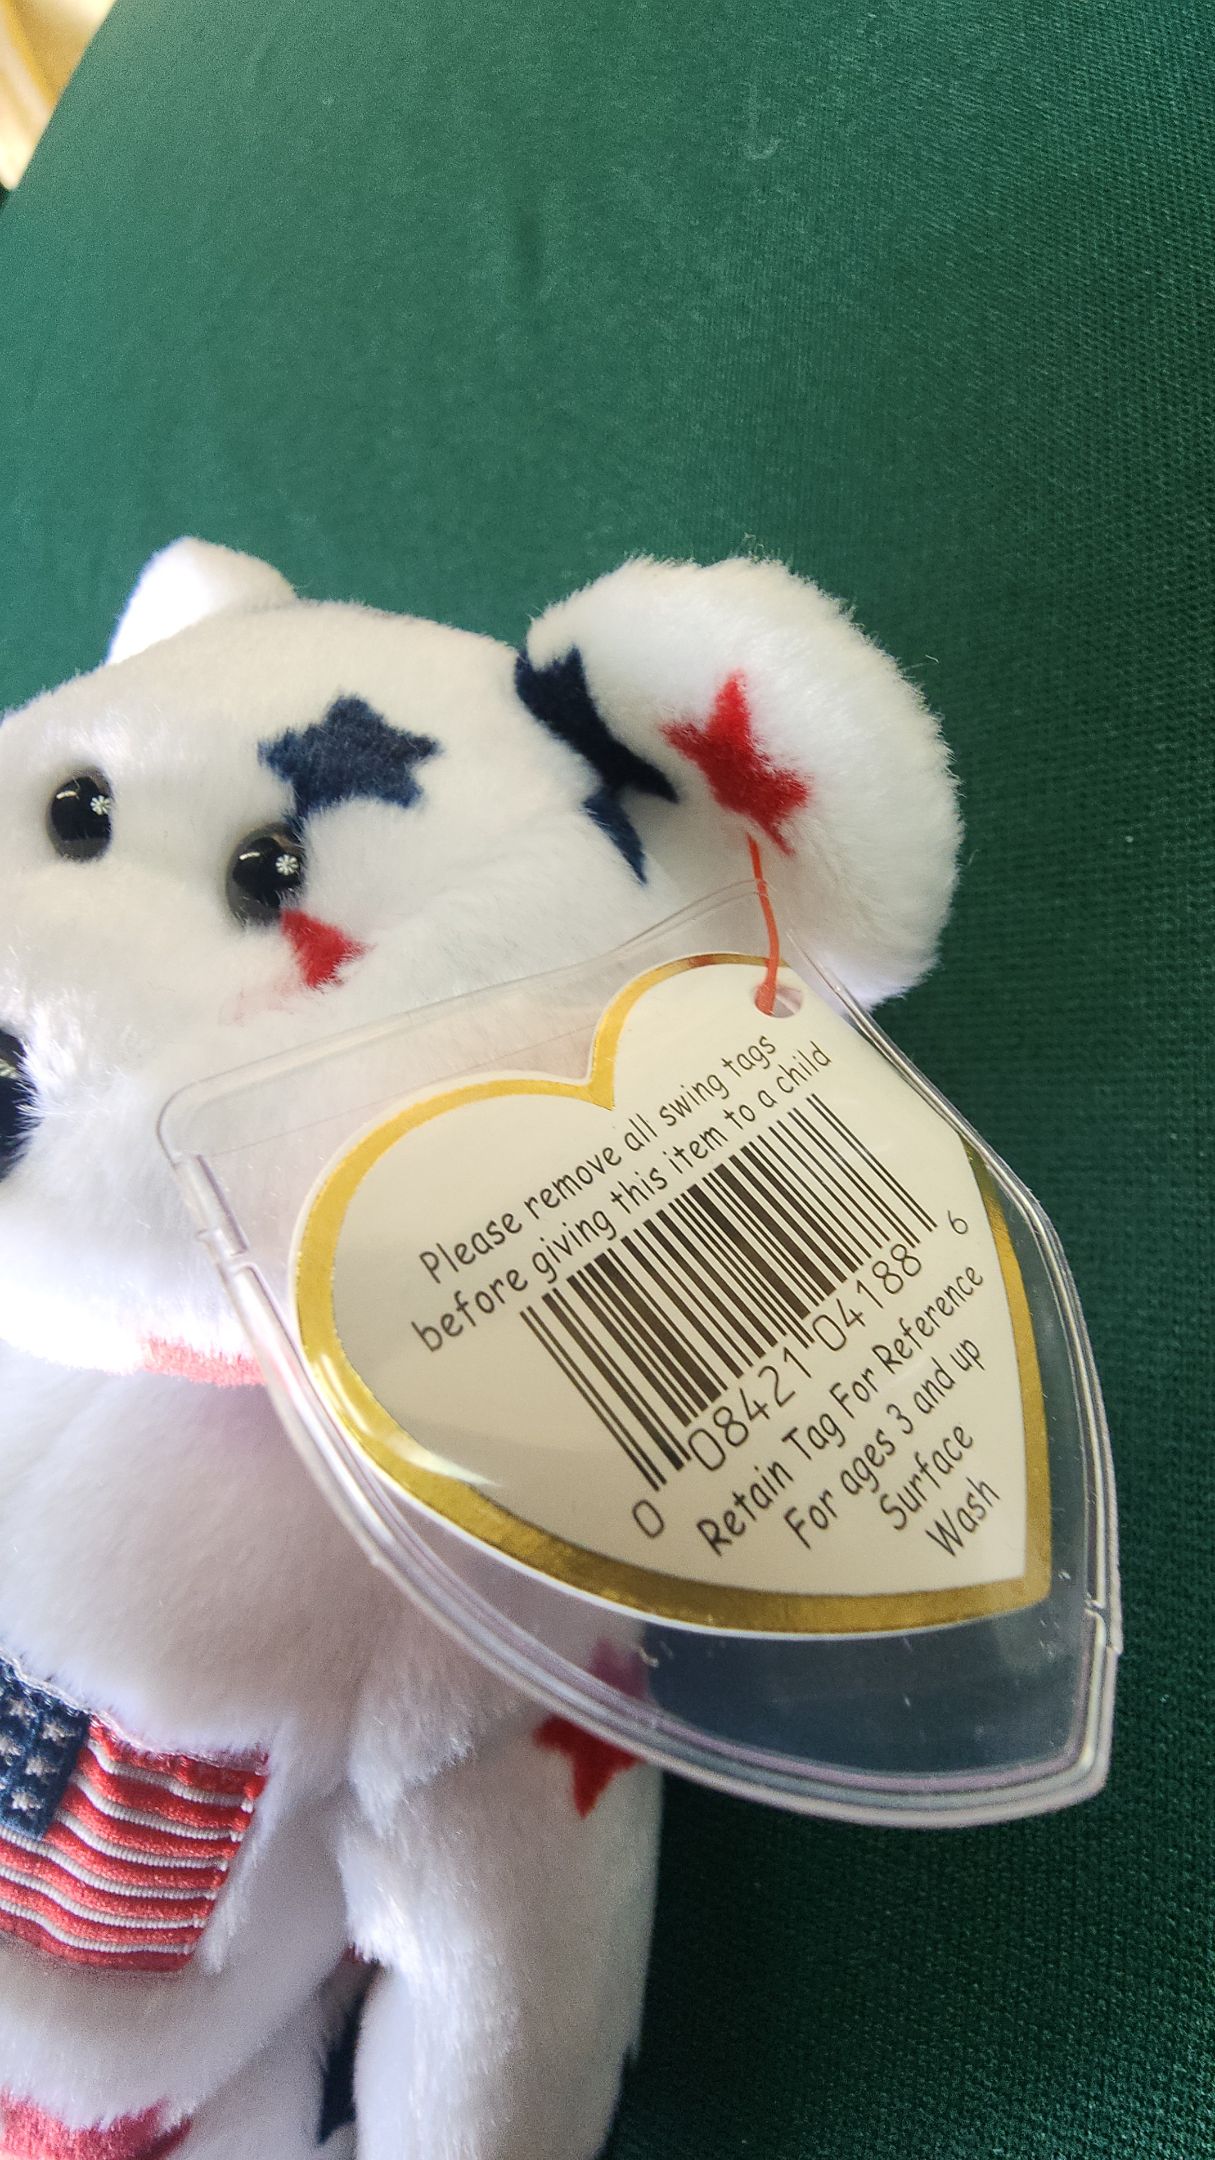 Please remove all swing tags
before giving this item to a child
0 08421 04188 6
Retain Tag For Reference
For ages 3 and up
Surface
Wash